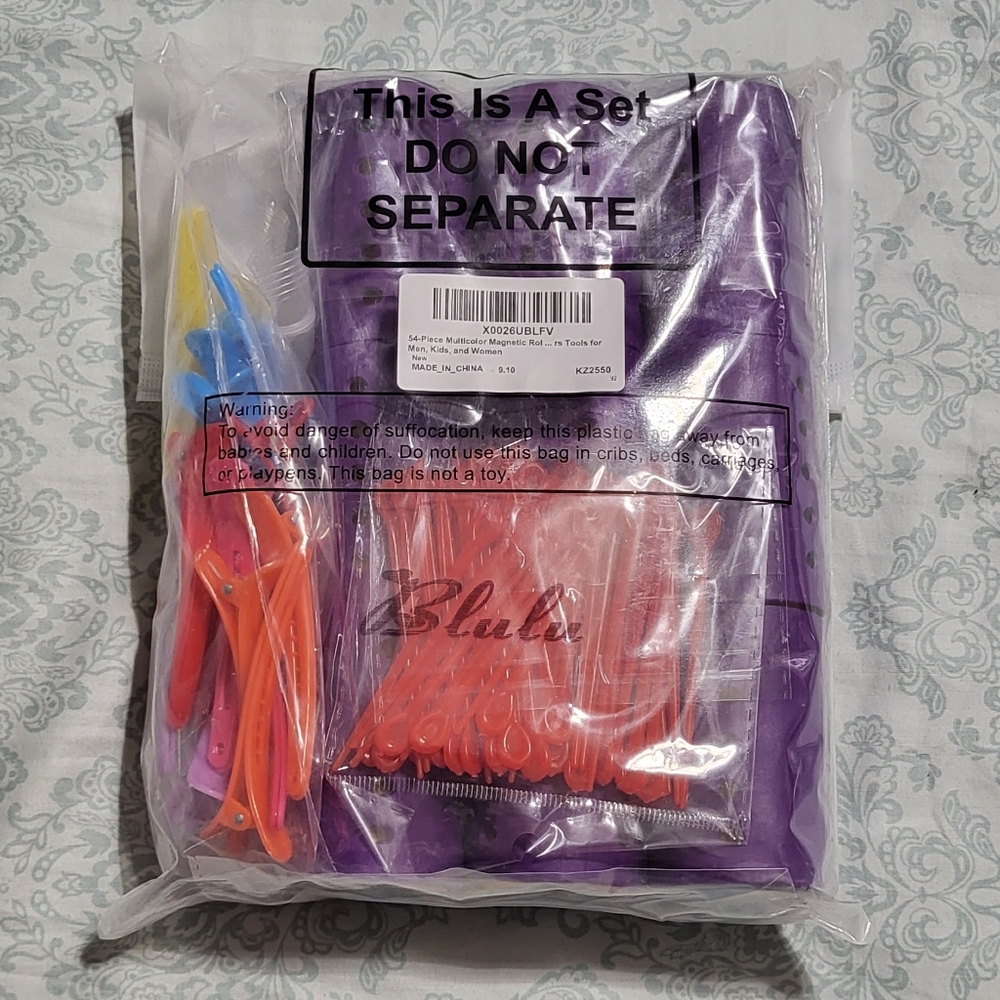 This Is A Set
DO NOT
SEPARATE
X0026UBLFV
54-Piece Multicolor Magnetic Rol ... rs Tools for
Men, Kids, and Women
New
MADE_IN_CHINA - 9.10 KZ2550
92
Warning:
To avoid danger of suffocation, keep this plastic bag away from
babies and children. Do not use this bag in cribs, beds, carriages,
or playpens. This bag is not a toy.
Blulu